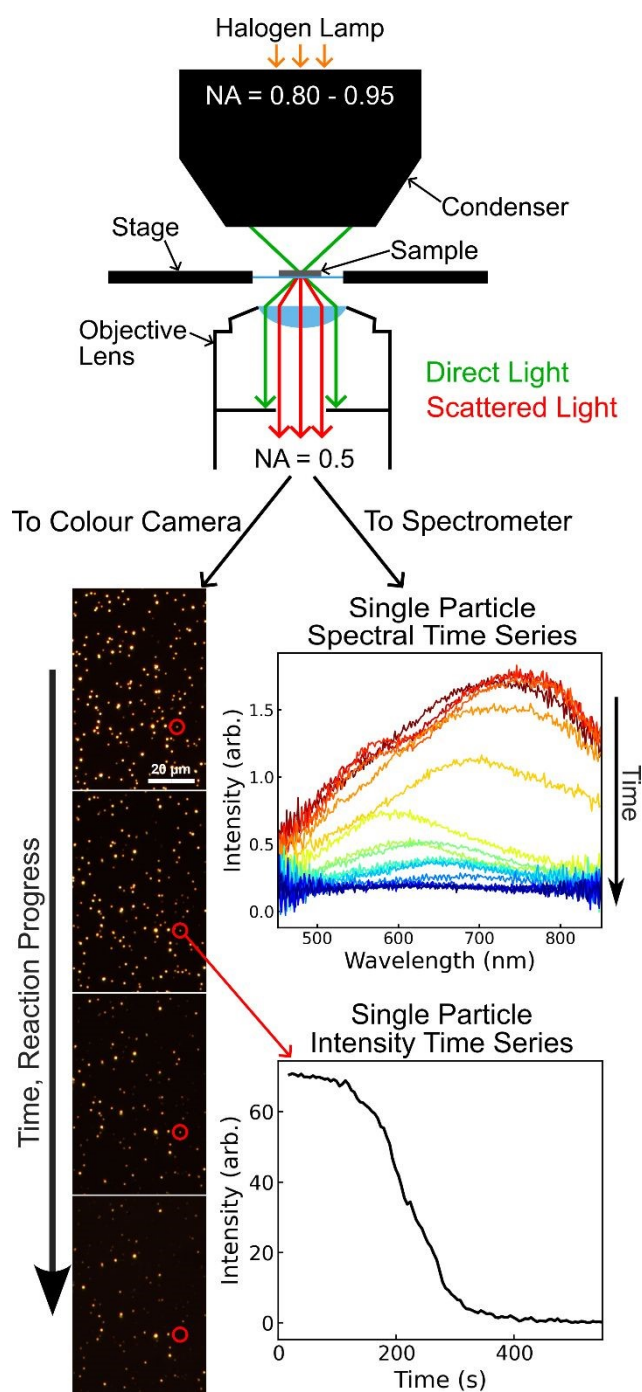 Halogen Lamp
NA = 0.80 - 0.95
Condenser
Stage
Sample
Objective
Lens
Direct Light
Scattered Light
NA = 0.5
To Colour Camera
To Spectrometer
Time, Reaction Progress
20 µm
Single Particle
Spectral Time Series
Intensity (arb.)
1.5
1.0
0.5
0.0
500
600
700
800
Wavelength (nm)
Time
Single Particle
Intensity Time Series
Intensity (arb.)
60
40
20
0
0
200
400
Time (s)